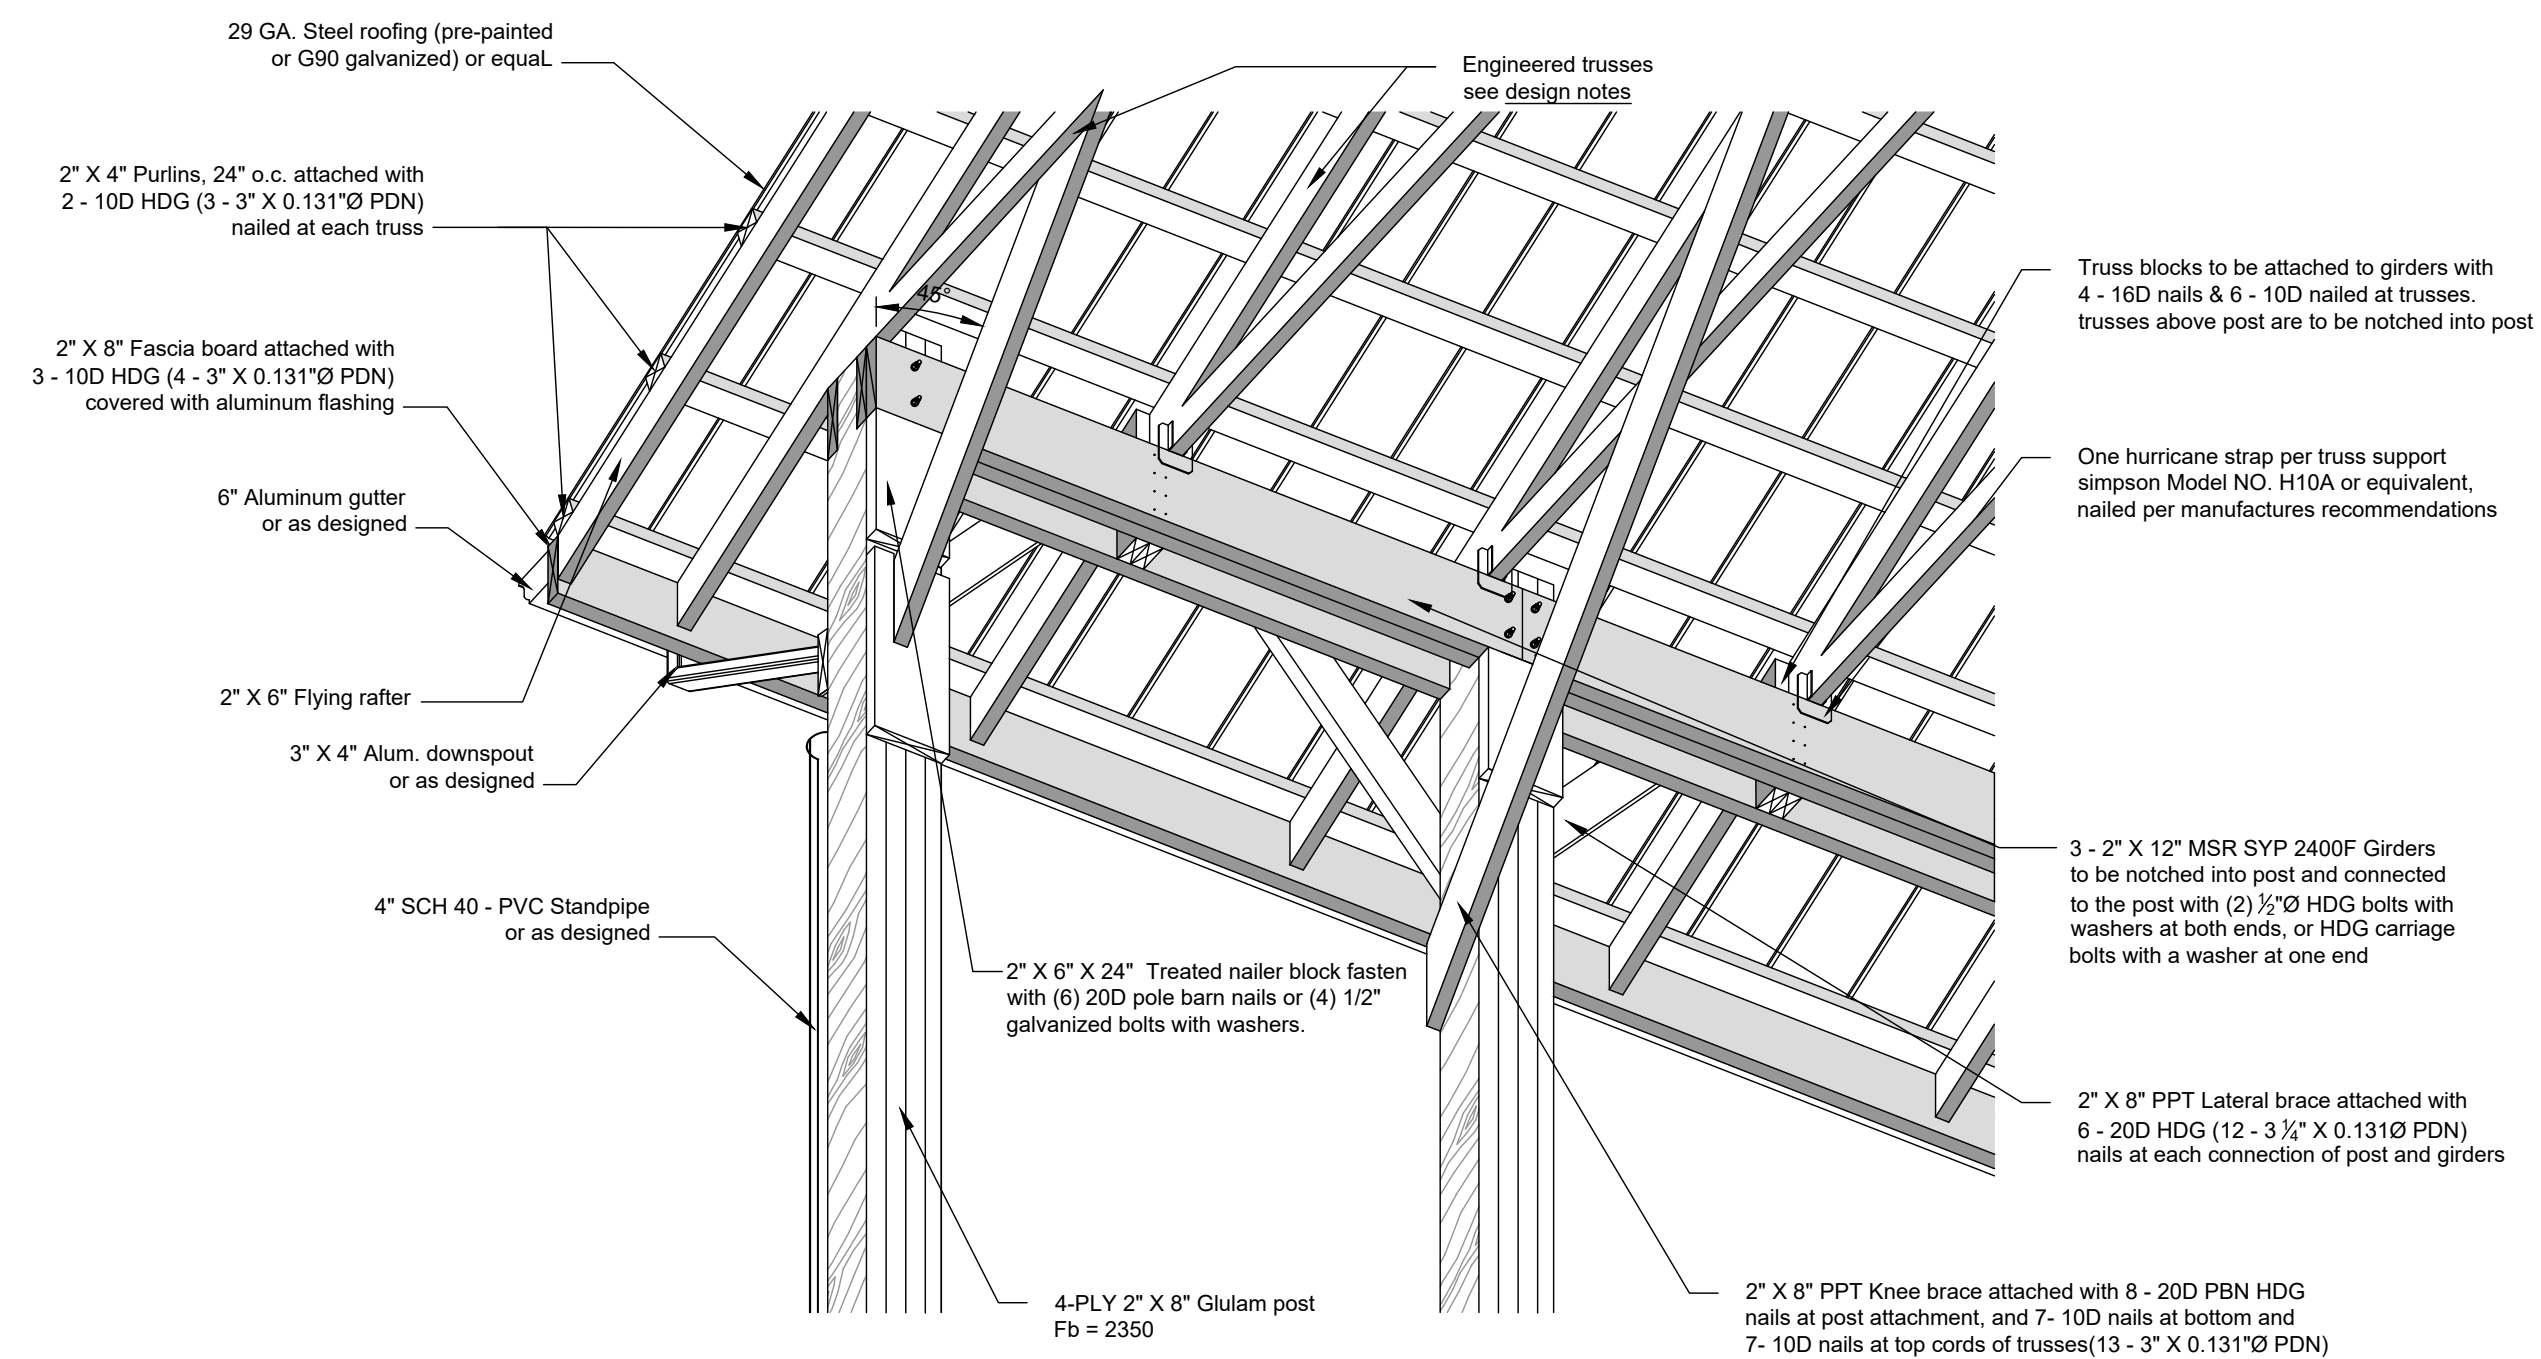 29 GA. Steel roofing (pre-painted
or G90 galvanized) or equaL
Engineered trusses
see design notes
2" X 4" Purlins, 24" o.c. attached with
2 - 10D HDG (3 - 3" X 0.131"Ø PDN)
nailed at each truss
Truss blocks to be attached to girders with
4 - 16D nails & 6 - 10D nailed at trusses.
trusses above post are to be notched into post
45°
2" X 8" Fascia board attached with
3 - 10D HDG (4 - 3" X 0.131"Ø PDN)
covered with aluminum flashing
One hurricane strap per truss support
simpson Model NO. H10A or equivalent,
nailed per manufactures recommendations
6" Aluminum gutter
or as designed
2" X 6" Flying rafter
3" X 4" Alum. downspout
or as designed
3 - 2" X 12" MSR SYP 2400F Girders
to be notched into post and connected
to the post with (2) ½"Ø HDG bolts with
washers at both ends, or HDG carriage
bolts with a washer at one end
4" SCH 40 - PVC Standpipe
or as designed
2" X 6" X 24" Treated nailer block fasten
with (6) 20D pole barn nails or (4) 1/2"
galvanized bolts with washers.
2" X 8" PPT Lateral brace attached with
6 - 20D HDG (12 - 3 ¼" X 0.131Ø PDN)
nails at each connection of post and girders
4-PLY 2" X 8" Glulam post
Fb = 2350
2" X 8" PPT Knee brace attached with 8 - 20D PBN HDG
nails at post attachment, and 7- 10D nails at bottom and
7- 10D nails at top cords of trusses(13 - 3" X 0.131"Ø PDN)